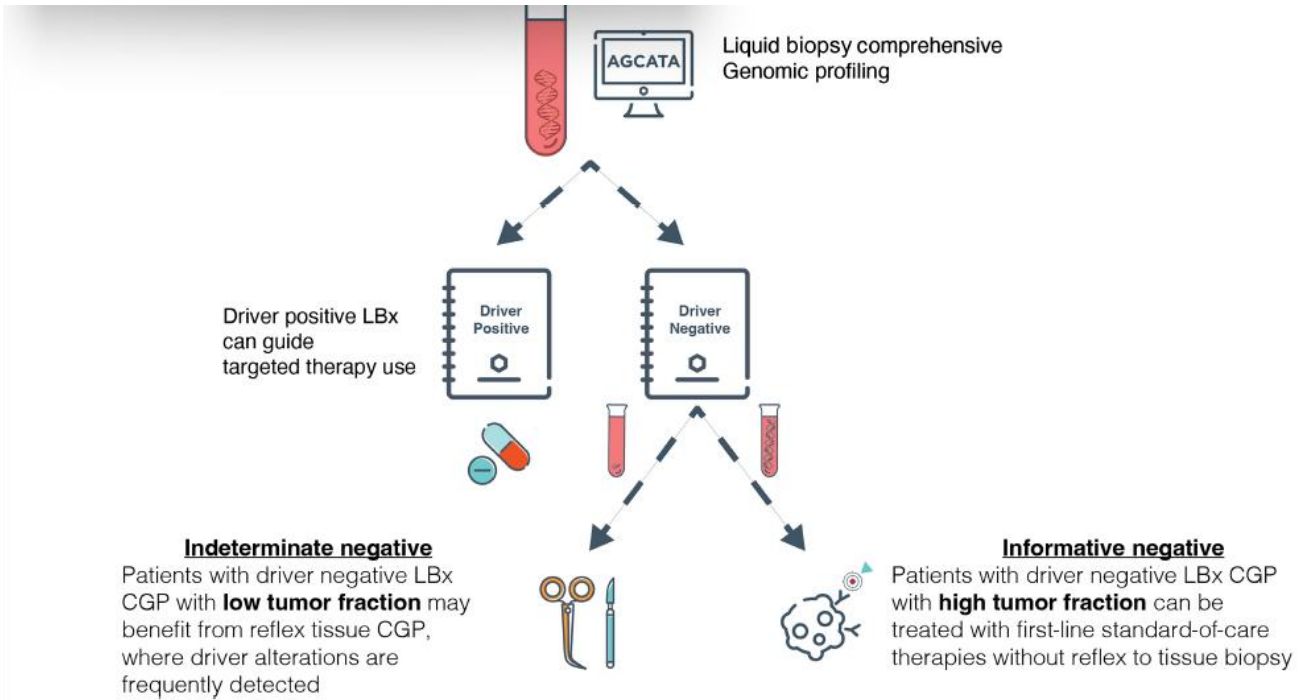 AGCATA
Liquid biopsy comprehensive
Genomic profiling
Driver positive LBx
can guide
targeted therapy use
Driver
Positive
Driver
Negative
Indeterminate negative
Patients with driver negative LBx
CGP with low tumor fraction may
benefit from reflex tissue CGP,
where driver alterations are
frequently detected
Informative negative
Patients with driver negative LBx CGP
with high tumor fraction can be
treated with first-line standard-of-care
therapies without reflex to tissue biopsy